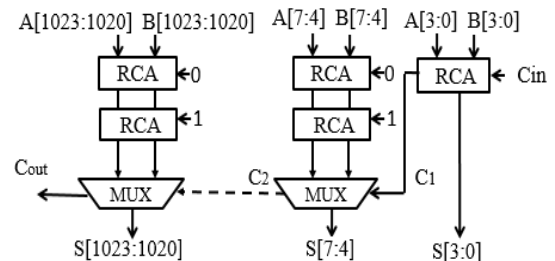 A[1023:1020] B[1023:1020] A[7:4] B[7:4] A[3:0] B[3:0]
RCA 0 RCA 0 RCA Cin
RCA 1 RCA 1
Cout MUX C2 MUX C1
S[1023:1020] S[7:4] S[3:0]